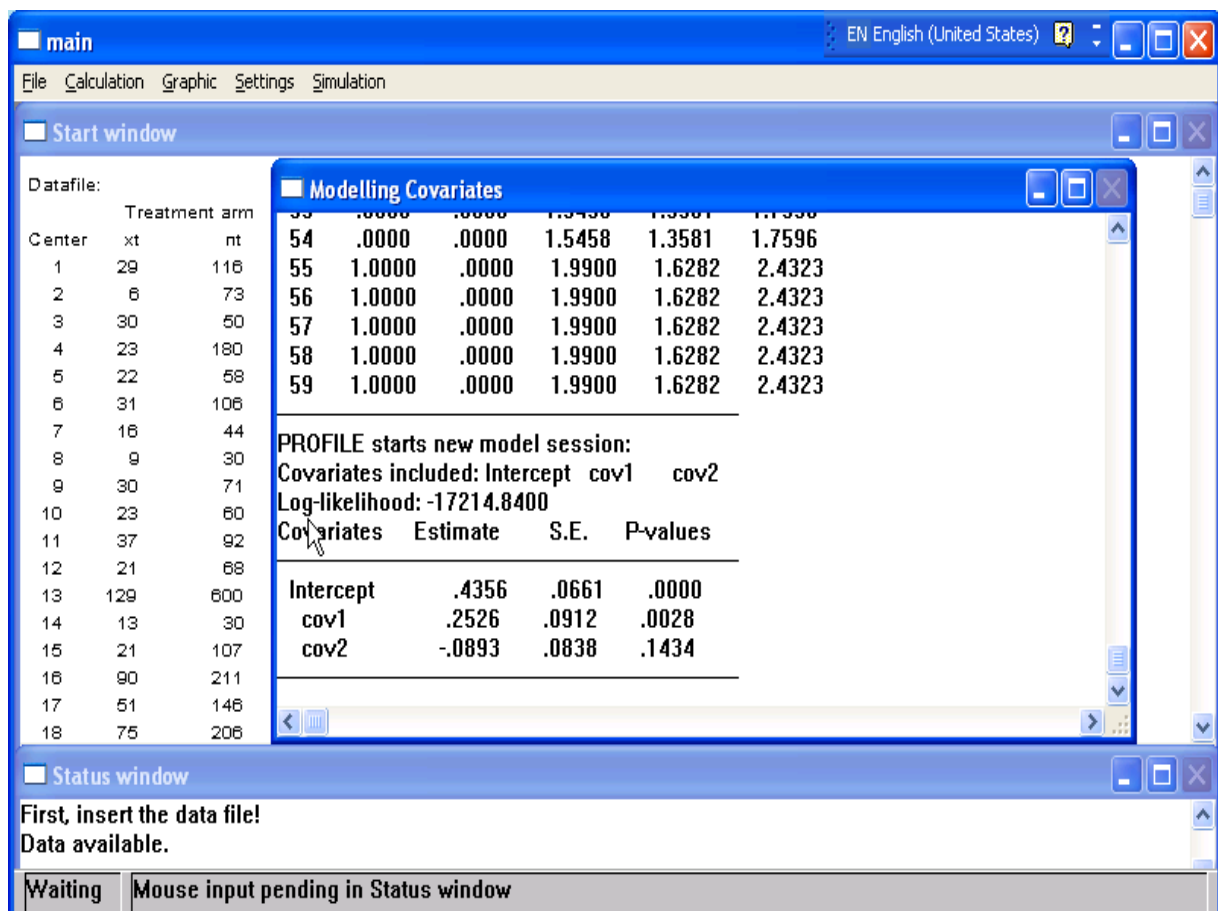 main
EN English (United States)
File Calculation Graphic Settings Simulation
Start window
Datafile:
Treatment arm
Center xt nt
1 29 116
2 6 73
3 30 50
4 23 180
5 22 58
6 31 106
7 16 44
8 9 30
9 30 71
10 23 60
11 37 92
12 21 68
13 129 600
14 13 30
15 21 107
16 90 211
17 51 146
18 75 206
Modelling Covariates
54 .0000 .0000 1.5458 1.3581 1.7596
55 1.0000 .0000 1.9900 1.6282 2.4323
56 1.0000 .0000 1.9900 1.6282 2.4323
57 1.0000 .0000 1.9900 1.6282 2.4323
58 1.0000 .0000 1.9900 1.6282 2.4323
59 1.0000 .0000 1.9900 1.6282 2.4323
PROFILE starts new model session:
Covariates included: Intercept cov1 cov2
Log-likelihood: -17214.8400
Covariates Estimate S.E. P-values
Intercept .4356 .0661 .0000
cov1 .2526 .0912 .0028
cov2 -.0893 .0838 .1434
Status window
First, insert the data file!
Data available.
Waiting Mouse input pending in Status window